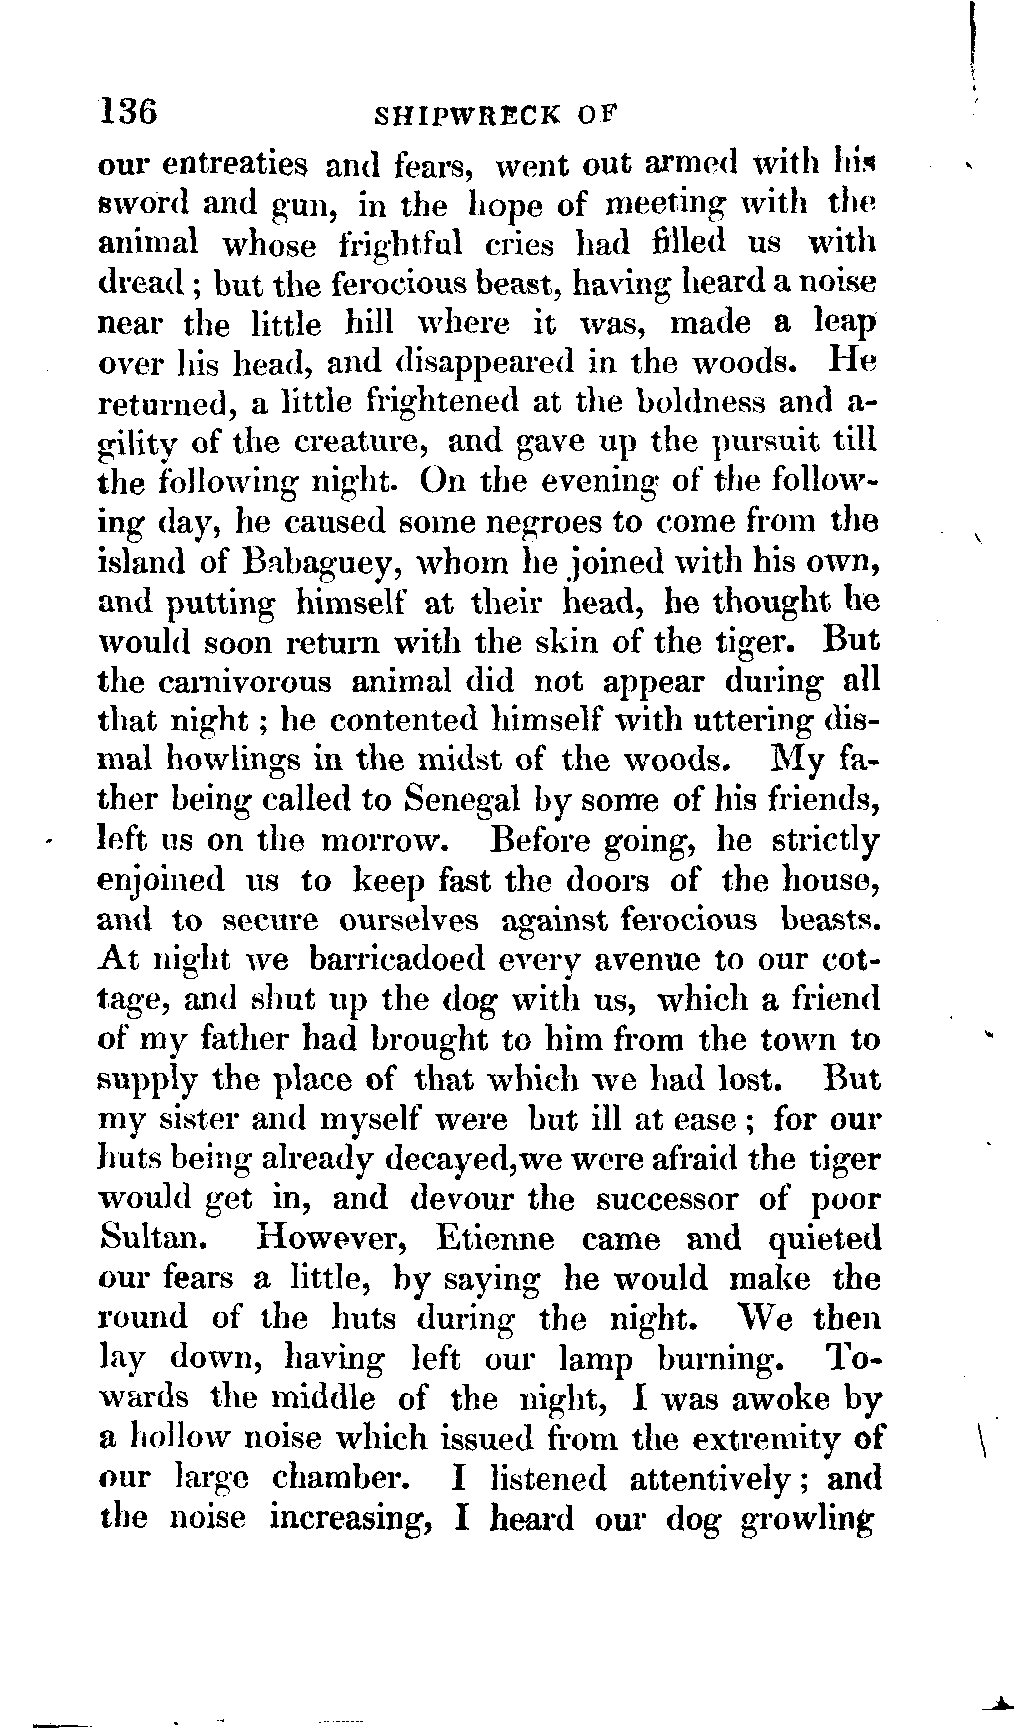 136 SHIPWRECK OF
our entreaties and fears, went out armed with his
sword and gun, in the hope of meeting with the
animal whose frightful cries had filled us with
dread ; but the ferocious beast, having heard a noise
near the little hill where it was, made a leap
over his head, and disappeared in the woods. He
returned, a little frightened at the boldness and a-
gility of the creature, and gave up the pursuit till
the following night. On the evening of the follow-
ing day, he caused some negroes to come from the
island of Babaguey, whom he joined with his own,
and putting himself at their head, he thought he
would soon return with the skin of the tiger. But
the carnivorous animal did not appear during all
that night ; he contented himself with uttering dis-
mal howlings in the midst of the woods. My fa-
ther being called to Senegal by some of his friends,
left us on the morrow. Before going, he strictly
enjoined us to keep fast the doors of the house,
and to secure ourselves against ferocious beasts.
At night we barricadoed every avenue to our cot-
tage, and shut up the dog with us, which a friend
of my father had brought to him from the town to
supply the place of that which we had lost. But
my sister and myself were but ill at ease ; for our
huts being already decayed,we were afraid the tiger
would get in, and devour the successor of poor
Sultan. However, Etienne came and quieted
our fears a little, by saying he would make the
round of the huts during the night. We then
lay down, having left our lamp burning. To-
wards the middle of the night, I was awoke by
a hollow noise which issued from the extremity of
our large chamber. I listened attentively ; and
the noise increasing, I heard our dog growling